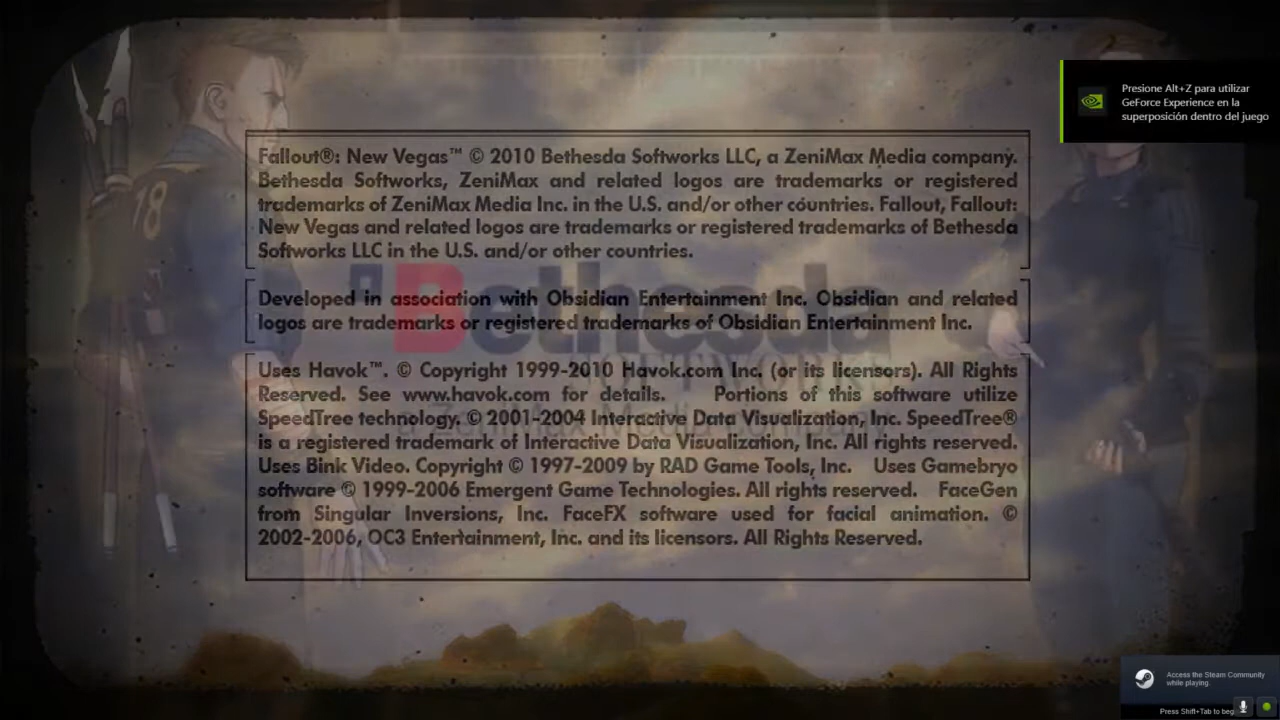 Presione Alt+Z para utilizar
GeForce Experience en la
superposición dentro del juego
Fallout®: New Vegas™ © 2010 Bethesda Softworks LLC, a ZeniMax Media company.
Bethesda Softworks, ZeniMax and related logos are trademarks or registered
trademarks of ZeniMax Media Inc. in the U.S. and/or other countries. Fallout, Fallout:
New Vegas and related logos are trademarks or registered trademarks of Bethesda
Softworks LLC in the U.S. and/or other countries.
Bethesda
Developed in association with Obsidian Entertainment Inc. Obsidian and related
logos are trademarks or registered trademarks of Obsidian Entertainment Inc.
Uses Havok™. © Copyright 1999-2010 Havok.com Inc. (or its licensors). All Rights
Reserved. See www.havok.com for details. Portions of this software utilize
SpeedTree technology. © 2001-2004 Interactive Data Visualization, Inc. SpeedTree®
is a registered trademark of Interactive Data Visualization, Inc. All rights reserved.
Uses Bink Video. Copyright © 1997-2009 by RAD Game Tools, Inc. Uses Gamebryo
software © 1999-2006 Emergent Game Technologies. All rights reserved. FaceGen
from Singular Inversions, Inc. FaceFX software used for facial animation. ©
2002-2006, OC3 Entertainment, Inc. and its licensors. All Rights Reserved.
78
Access the Steam Community
while playing.
Press Shift+Tab to beg